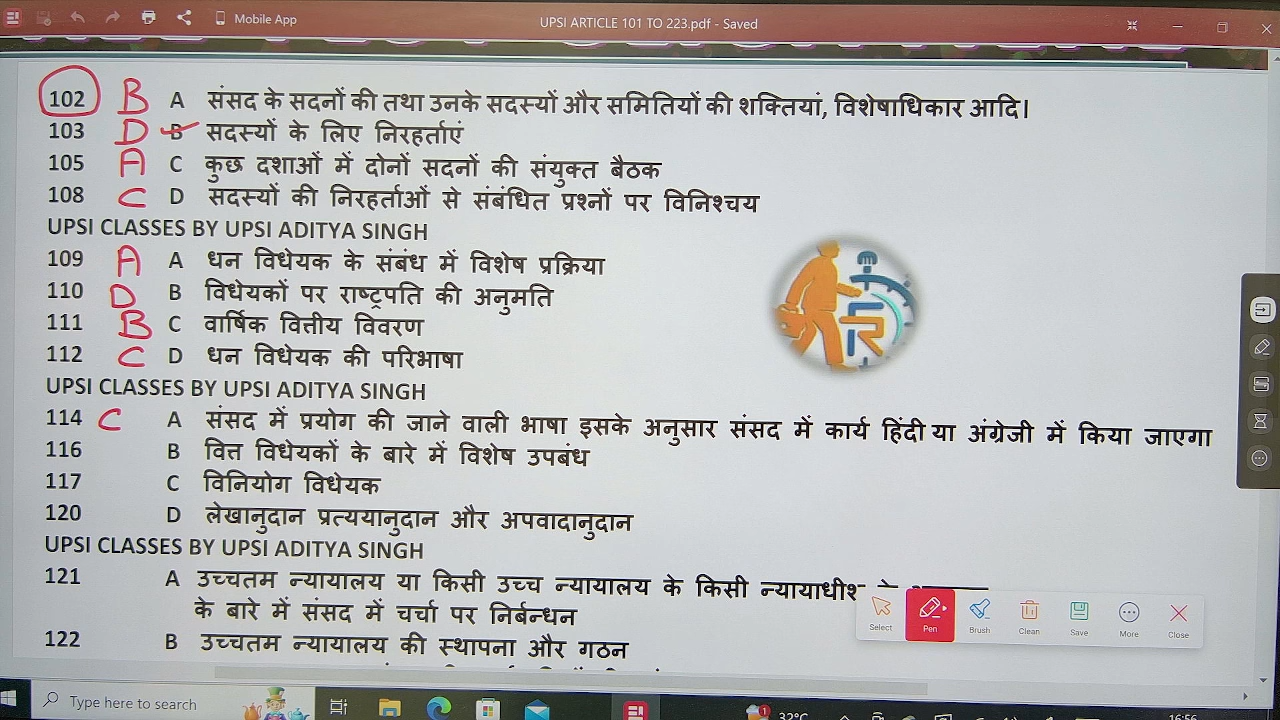 Mobile App UPSI ARTICLE 101 TO 223.pdf - Saved
102 B A संसद के सदनों की तथा उनके सदस्यों और समितियों की शक्तियां, विशेषाधिकार आदि।
103 D B सदस्यों के लिए निरहर्ताएं
105 A C कुछ दशाओं में दोनों सदनों की संयुक्त बैठक
108 C D सदस्यों की निरहर्ताओं से संबंधित प्रश्नों पर विनिश्चय
UPSI CLASSES BY UPSI ADITYA SINGH
109 A A धन विधेयक के संबंध में विशेष प्रक्रिया
110 D B विधेयकों पर राष्ट्रपति की अनुमति
111 B C वार्षिक वित्तीय विवरण
112 C D धन विधेयक की परिभाषा
UPSI CLASSES BY UPSI ADITYA SINGH
114 C A संसद में प्रयोग की जाने वाली भाषा इसके अनुसार संसद में कार्य हिंदी या अंग्रेजी में किया जाएगा
116 B वित्त विधेयकों के बारे में विशेष उपबंध
117 C विनियोग विधेयक
120 D लेखानुदान प्रत्ययानुदान और अपवादानुदान
UPSI CLASSES BY UPSI ADITYA SINGH
121 A उच्चतम न्यायालय या किसी उच्च न्यायालय के किसी
के बारे में संसद में चर्चा पर निर्बन्धन
122 B उच्चतम न्यायालय की स्थापना और गठन
Select Pen Brush Clean Save More Close
Type here to search 1 32°C 16:56